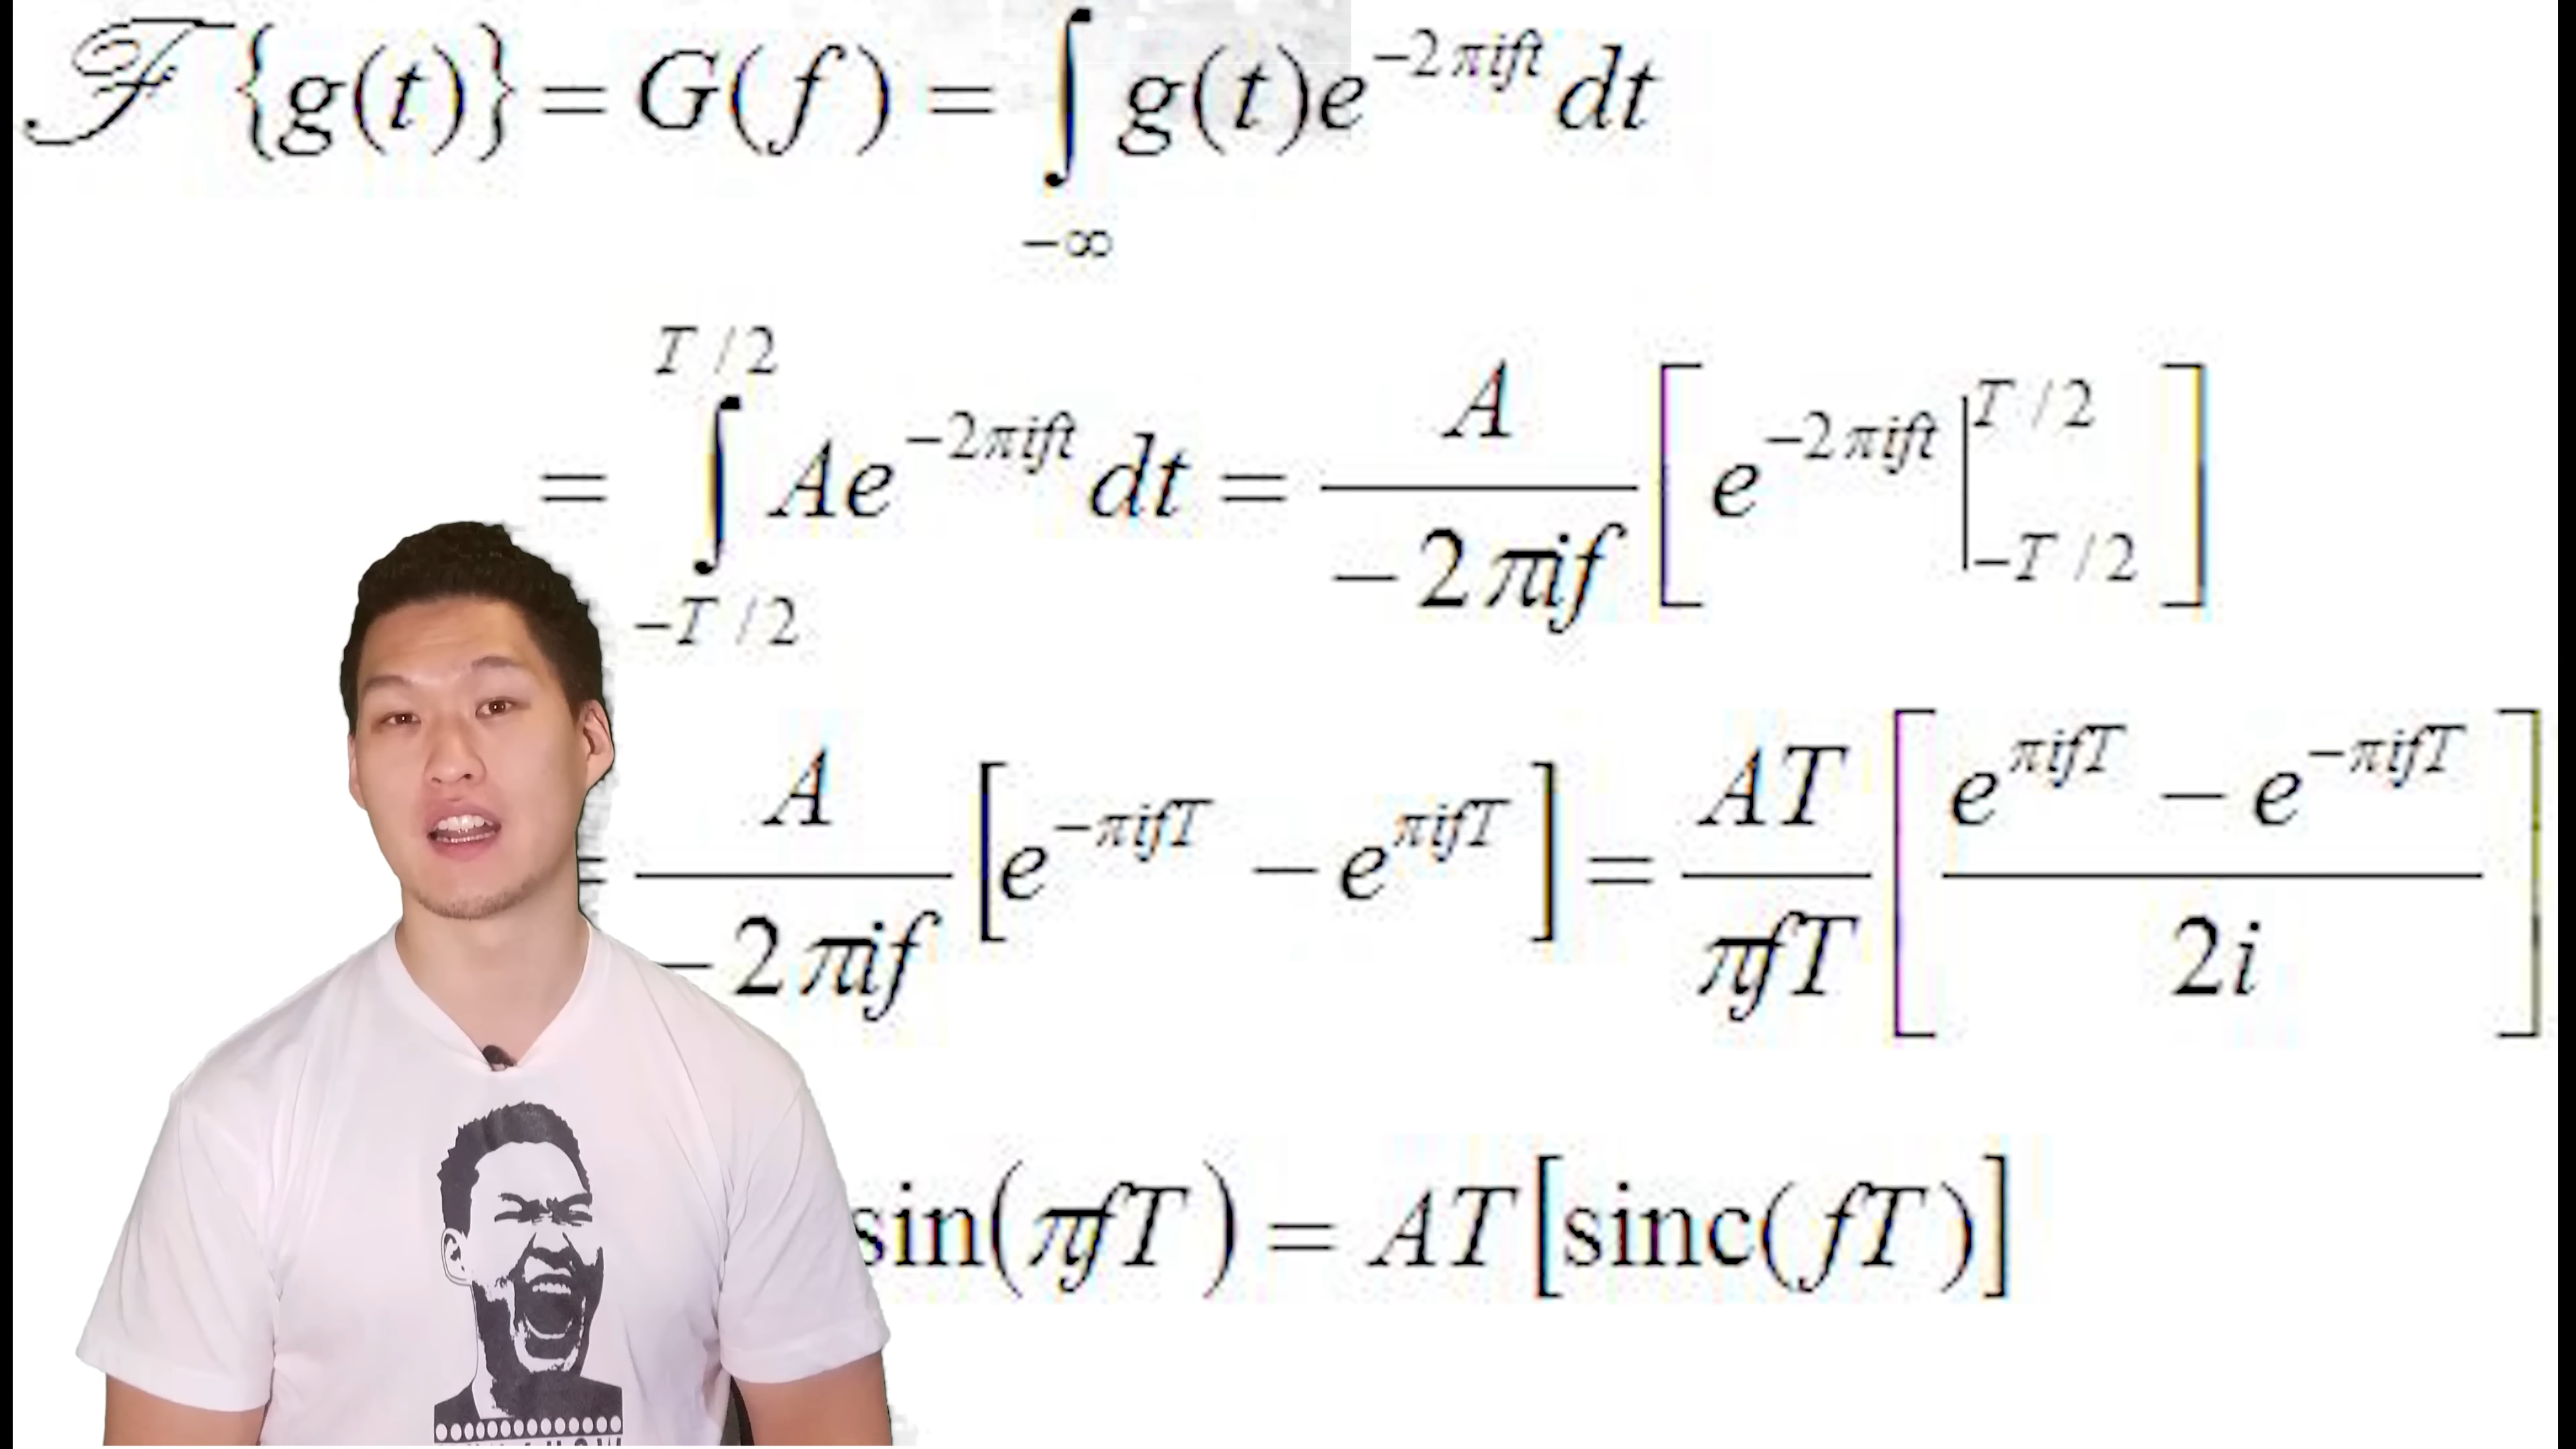 ℱ{g(t)} = G(f) = ∫_{-∞} g(t)e^{-2πift} dt
= ∫_{-T/2}^{T/2} Ae^{-2πift} dt = A/(-2πif) [e^{-2πift}|_{-T/2}^{T/2}]
= A/(-2πif) [e^{-πifT} - e^{πifT}] = AT/(πfT) [(e^{πifT} - e^{-πifT})/(2i)]
sin(πfT) = AT[sinc(fT)]